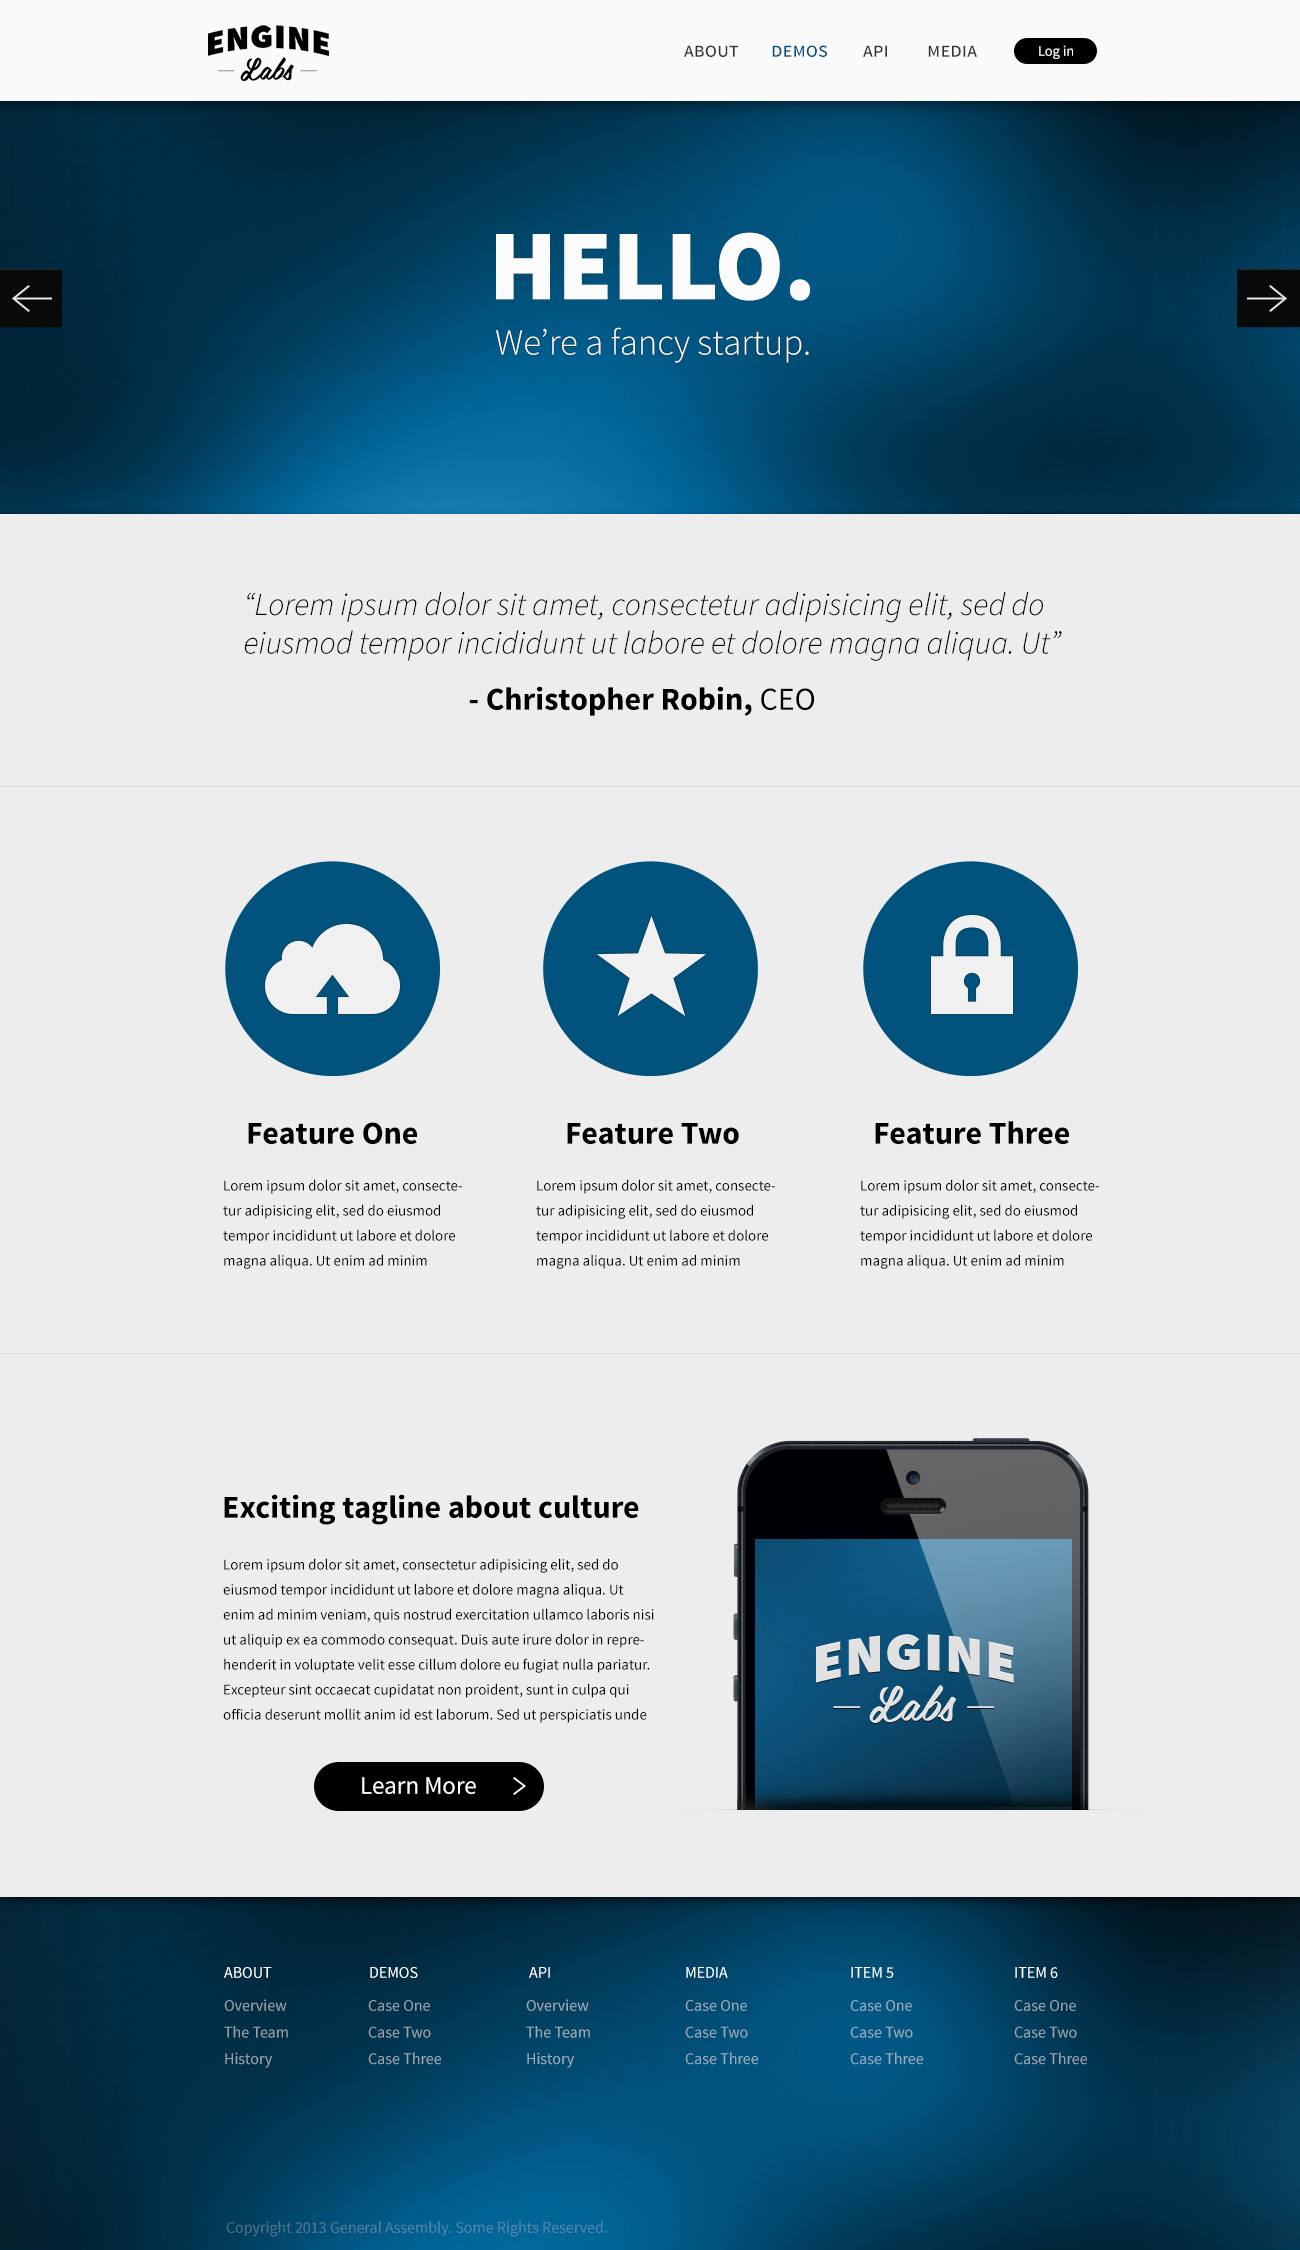 ENGINE
Labs
ABOUT DEMOS API MEDIA Log in
HELLO.
We’re a fancy startup.
“Lorem ipsum dolor sit amet, consectetur adipisicing elit, sed do
eiusmod tempor incididunt ut labore et dolore magna aliqua. Ut”
- Christopher Robin, CEO
Feature One
Lorem ipsum dolor sit amet, consecte-
tur adipisicing elit, sed do eiusmod
tempor incididunt ut labore et dolore
magna aliqua. Ut enim ad minim
Feature Two
Lorem ipsum dolor sit amet, consecte-
tur adipisicing elit, sed do eiusmod
tempor incididunt ut labore et dolore
magna aliqua. Ut enim ad minim
Feature Three
Lorem ipsum dolor sit amet, consecte-
tur adipisicing elit, sed do eiusmod
tempor incididunt ut labore et dolore
magna aliqua. Ut enim ad minim
Exciting tagline about culture
Lorem ipsum dolor sit amet, consectetur adipisicing elit, sed do
eiusmod tempor incididunt ut labore et dolore magna aliqua. Ut
enim ad minim veniam, quis nostrud exercitation ullamco laboris nisi
ut aliquip ex ea commodo consequat. Duis aute irure dolor in repre-
henderit in voluptate velit esse cillum dolore eu fugiat nulla pariatur.
Excepteur sint occaecat cupidatat non proident, sunt in culpa qui
officia deserunt mollit anim id est laborum. Sed ut perspiciatis unde
Learn More
ENGINE
Labs
ABOUT
Overview
The Team
History
DEMOS
Case One
Case Two
Case Three
API
Overview
The Team
History
MEDIA
Case One
Case Two
Case Three
ITEM 5
Case One
Case Two
Case Three
ITEM 6
Case One
Case Two
Case Three
Copyright 2013 General Assembly. Some Rights Reserved.